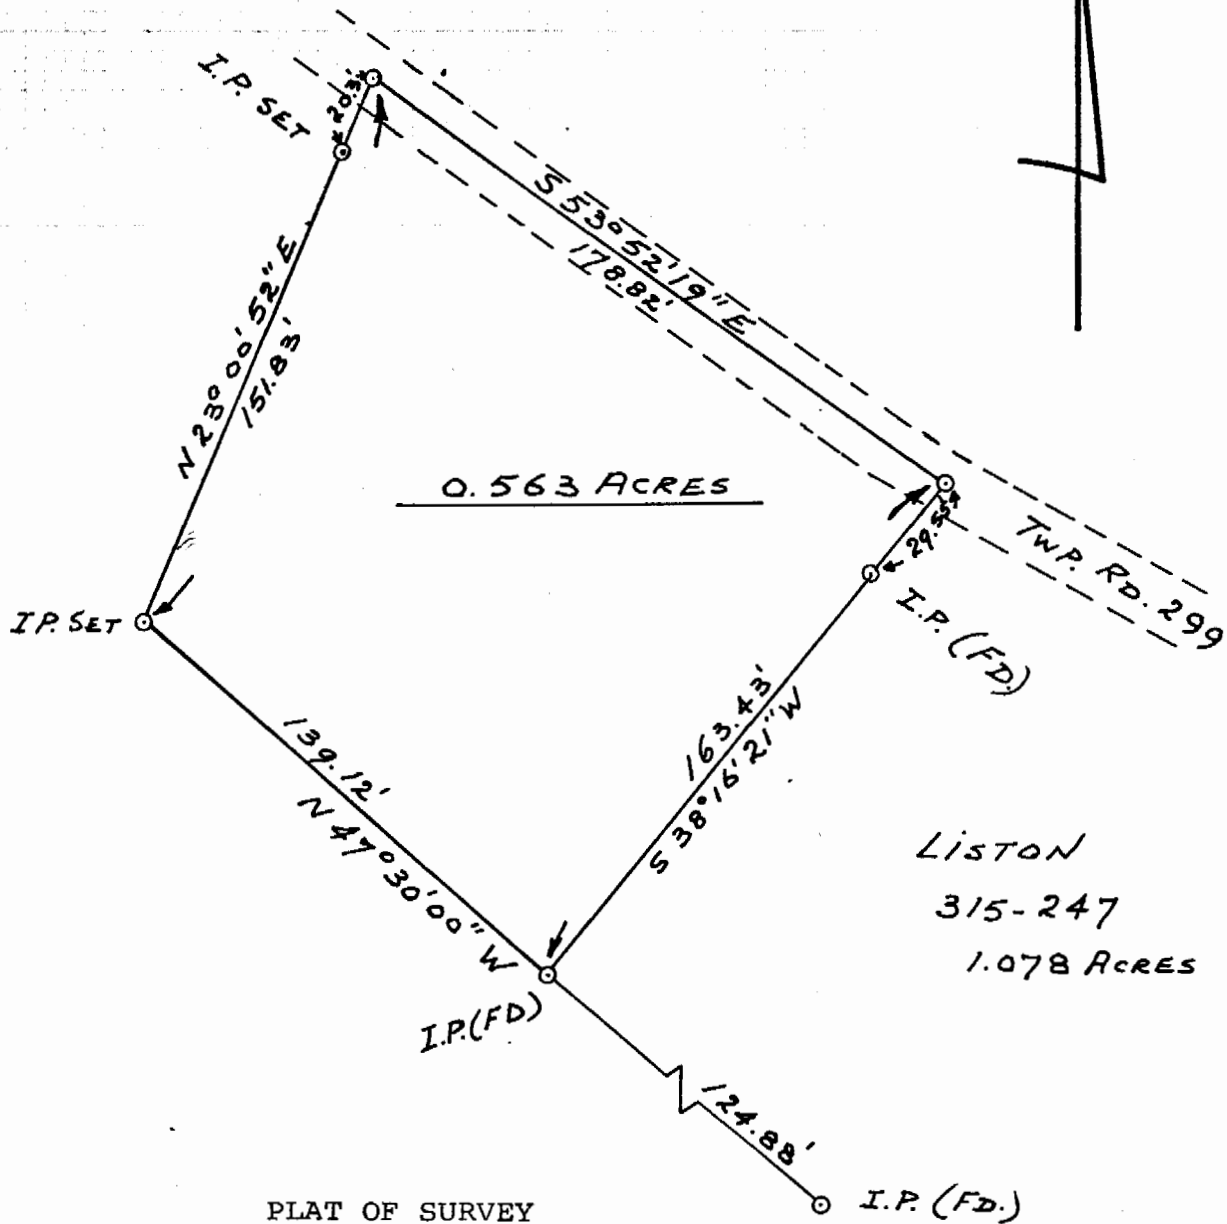 I.P. SET
20.3'
S 53° 52' 19" E
178.82'
N 23° 00' 52" E
151.83'
0.563 ACRES
29.55'
TWP. RD. 299
I.P. (FD.)
I.P. SET
163.43'
S 38° 16' 21" W
139.12'
N 47° 30' 00" W
LISTON
315-247
1.078 ACRES
I.P. (FD)
124.88'
I.P. (FD.)
PLAT OF SURVEY